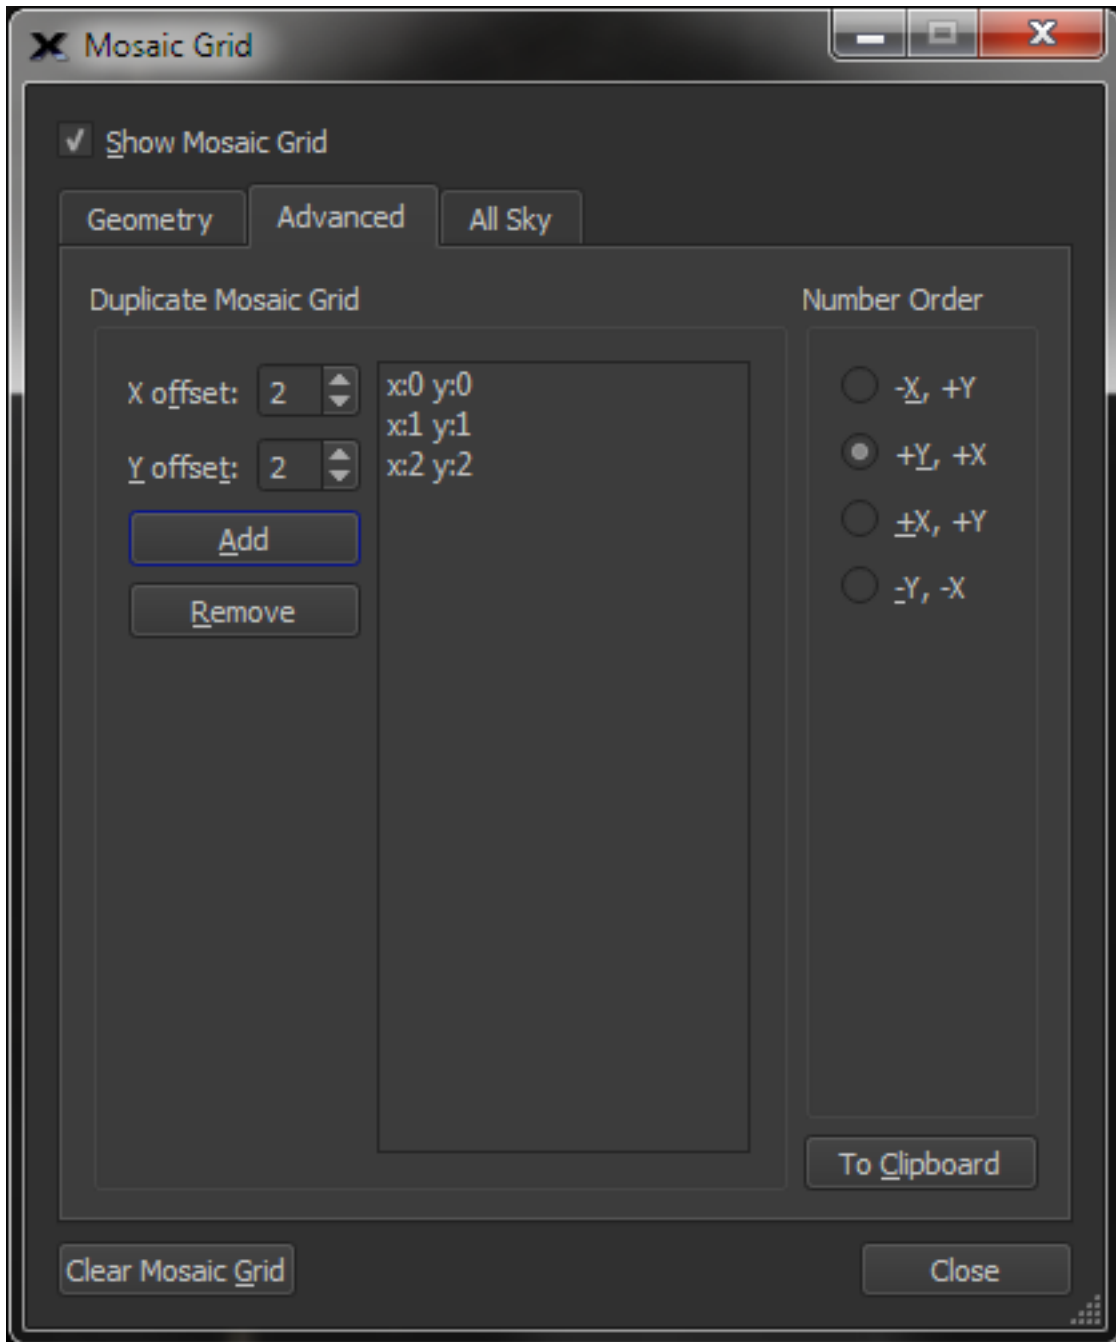 Mosaic Grid
Show Mosaic Grid
Geometry
Advanced
All Sky
Duplicate Mosaic Grid
X offset: 2
Y offset: 2
Add
Remove
x:0 y:0
x:1 y:1
x:2 y:2
Number Order
-X, +Y
+Y, +X
±X, +Y
-Y, -X
To Clipboard
Clear Mosaic Grid
Close